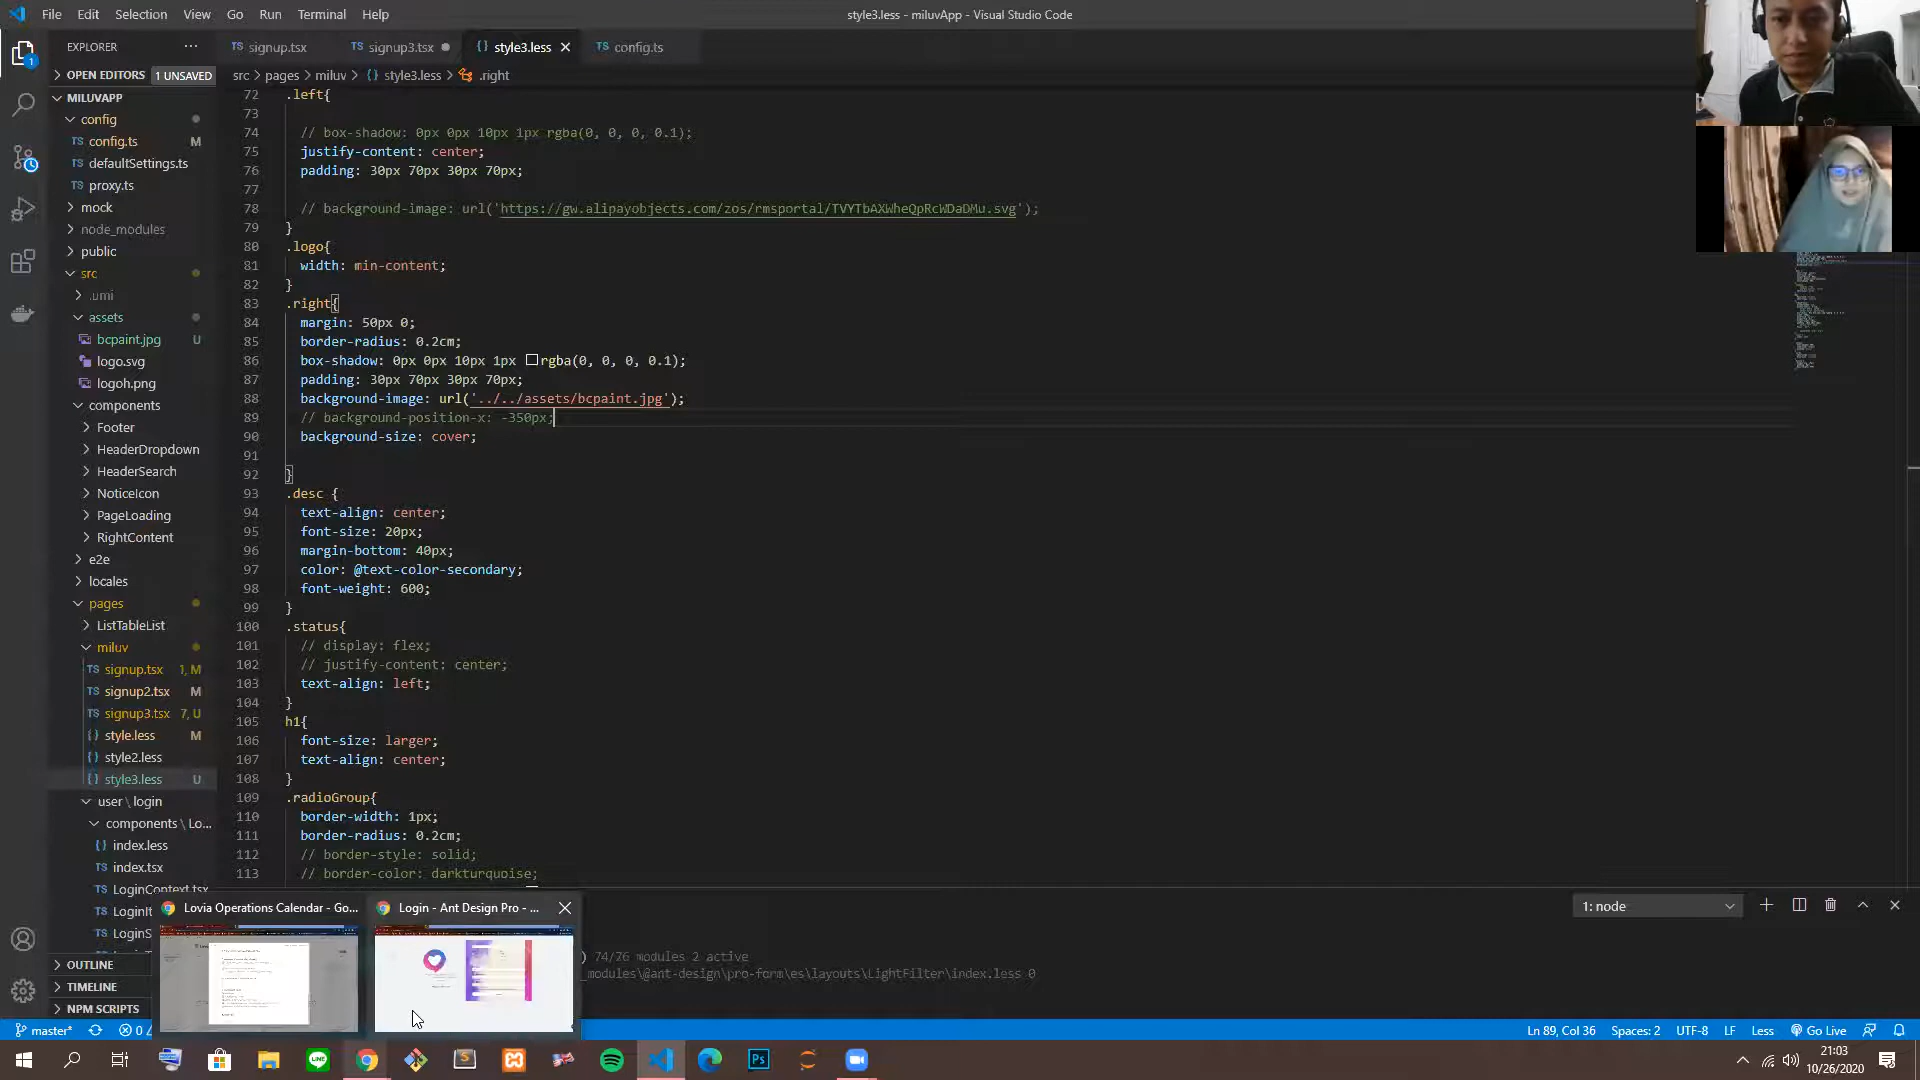 File Edit Selection View Go Run Terminal Help
style3.less - miluvApp - Visual Studio Code
EXPLORER
signup.tsx signup3.tsx style3.less config.ts
OPEN EDITORS 1 UNSAVED
src > pages > miluv > style3.less > .right
MILUVAPP
config
config.ts M
defaultSettings.ts
proxy.ts
mock
node_modules
public
src
.umi
assets
bcpaint.jpg U
logo.svg
logoh.png
components
Footer
HeaderDropdown
HeaderSearch
NoticeIcon
PageLoading
RightContent
e2e
locales
pages
ListTableList
miluv
signup.tsx 1, M
signup2.tsx M
signup3.tsx 7, U
style.less M
style2.less
style3.less U
user \ login
components \ Lo...
index.less
index.tsx
LoginContext.tsx
LoginIt
LoginS
OUTLINE
TIMELINE
NPM SCRIPTS
72 .left{
73
74 // box-shadow: 0px 0px 10px 1px rgba(0, 0, 0, 0.1);
75 justify-content: center;
76 padding: 30px 70px 30px 70px;
77
78 // background-image: url('https://gw.alipayobjects.com/zos/rmsportal/TVYTbAXWheQpRcWDaDMu.svg');
79 }
80 .logo{
81 width: min-content;
82 }
83 .right{
84 margin: 50px 0;
85 border-radius: 0.2cm;
86 box-shadow: 0px 0px 10px 1px rgba(0, 0, 0, 0.1);
87 padding: 30px 70px 30px 70px;
88 background-image: url('../../assets/bcpaint.jpg');
89 // background-position-x: -350px;
90 background-size: cover;
91
92 }
93 .desc {
94 text-align: center;
95 font-size: 20px;
96 margin-bottom: 40px;
97 color: @text-color-secondary;
98 font-weight: 600;
99 }
100 .status{
101 // display: flex;
102 // justify-content: center;
103 text-align: left;
104 }
105 h1{
106 font-size: larger;
107 text-align: center;
108 }
109 .radioGroup{
110 border-width: 1px;
111 border-radius: 0.2cm;
112 // border-style: solid;
113 // border-color: darkturquoise;
Lovia Operations Calendar - Go...
Login - Ant Design Pro - ...
1: node
) 74/76 modules 2 active
_modules\@ant-design\pro-form\es\layouts\LightFilter\index.less 0
master* 0
Ln 89, Col 36 Spaces: 2 UTF-8 LF Less Go Live
21:03
10/26/2020